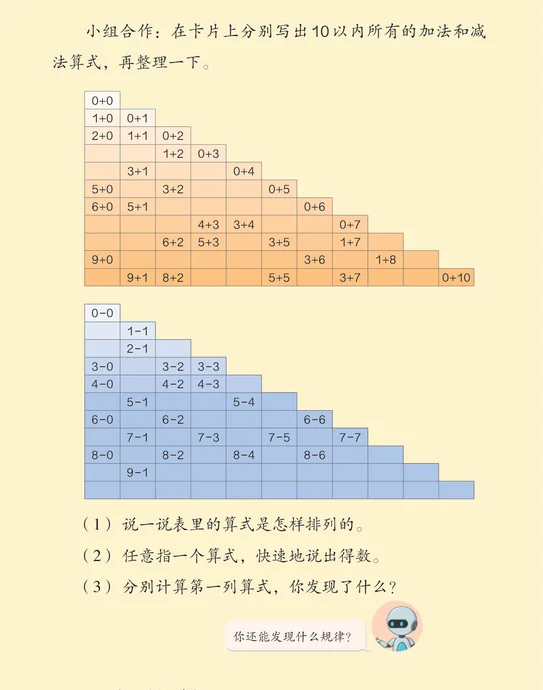 小组合作：在卡片上分别写出10以内所有的加法和减
法算式，再整理一下。
0+0
1+0 0+1
2+0 1+1 0+2
1+2 0+3
3+1 0+4
5+0 3+2 0+5
6+0 5+1 0+6
4+3 3+4 0+7
6+2 5+3 3+5 1+7
9+0 3+6 1+8
9+1 8+2 5+5 3+7 0+10
0−0
1−1
2−1
3−0 3−2 3−3
4−0 4−2 4−3
5−1 5−4
6−0 6−2 6−6
7−1 7−3 7−5 7−7
8−0 8−2 8−4 8−6
9−1
（1）说一说表里的算式是怎样排列的。
（2）任意指一个算式，快速地说出得数。
（3）分别计算第一列算式，你发现了什么？
你还能发现什么规律？